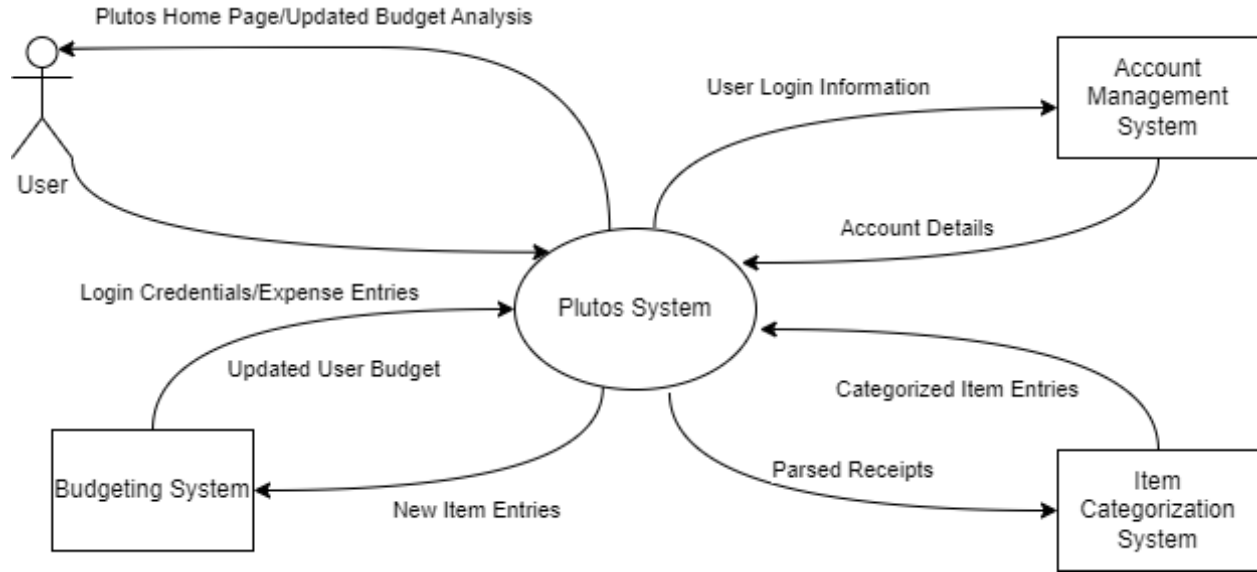 Plutos Home Page/Updated Budget Analysis
User
User Login Information
Account
Management
System
Account Details
Login Credentials/Expense Entries
Plutos System
Updated User Budget
Categorized Item Entries
Budgeting System
New Item Entries
Parsed Receipts
Item
Categorization
System